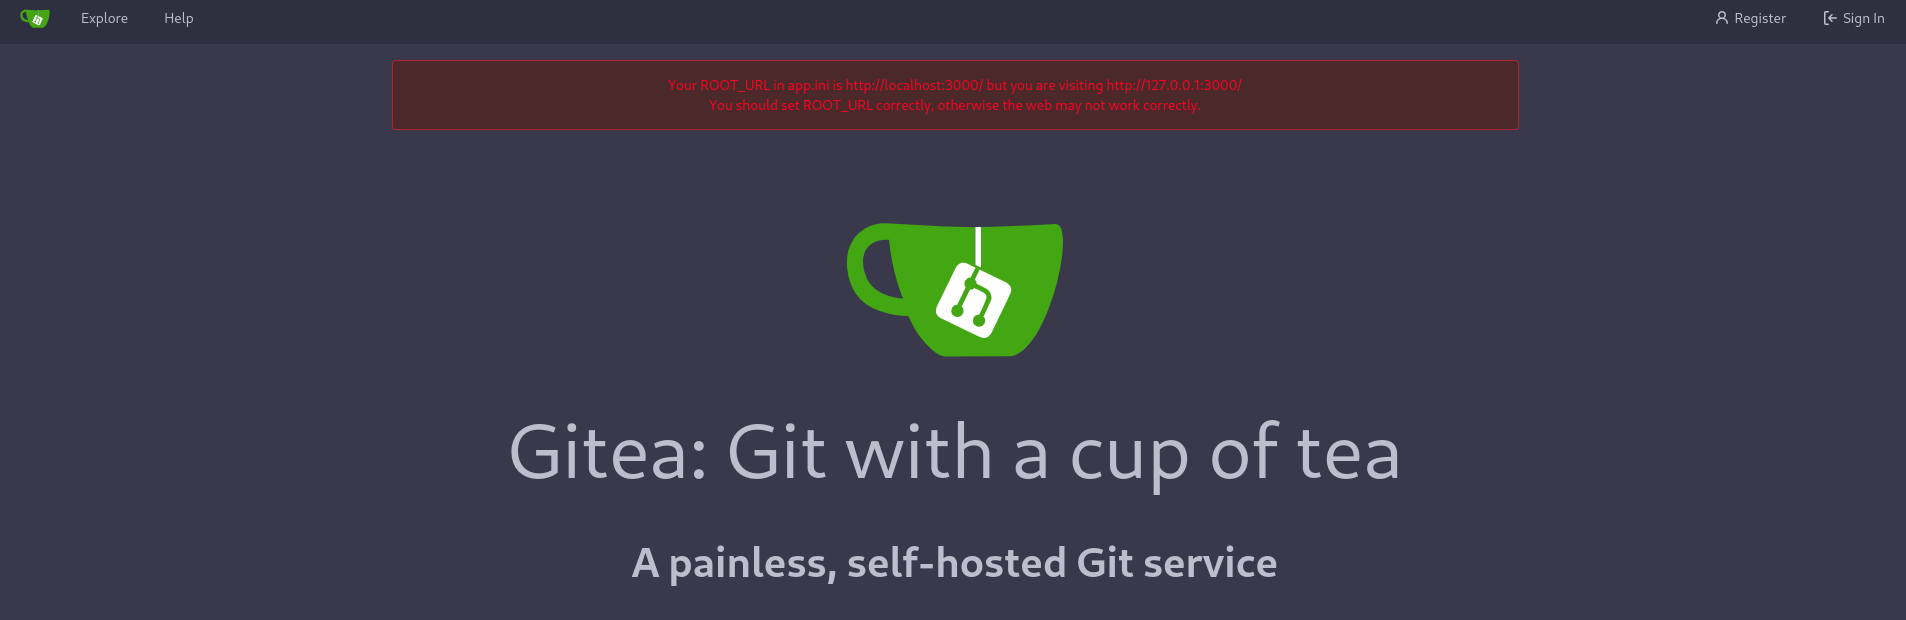 Explore Help Register Sign In
Your ROOT_URL in app.ini is http://localhost:3000/ but you are visiting http://127.0.0.1:3000/
You should set ROOT_URL correctly, otherwise the web may not work correctly.
Gitea: Git with a cup of tea
A painless, self-hosted Git service